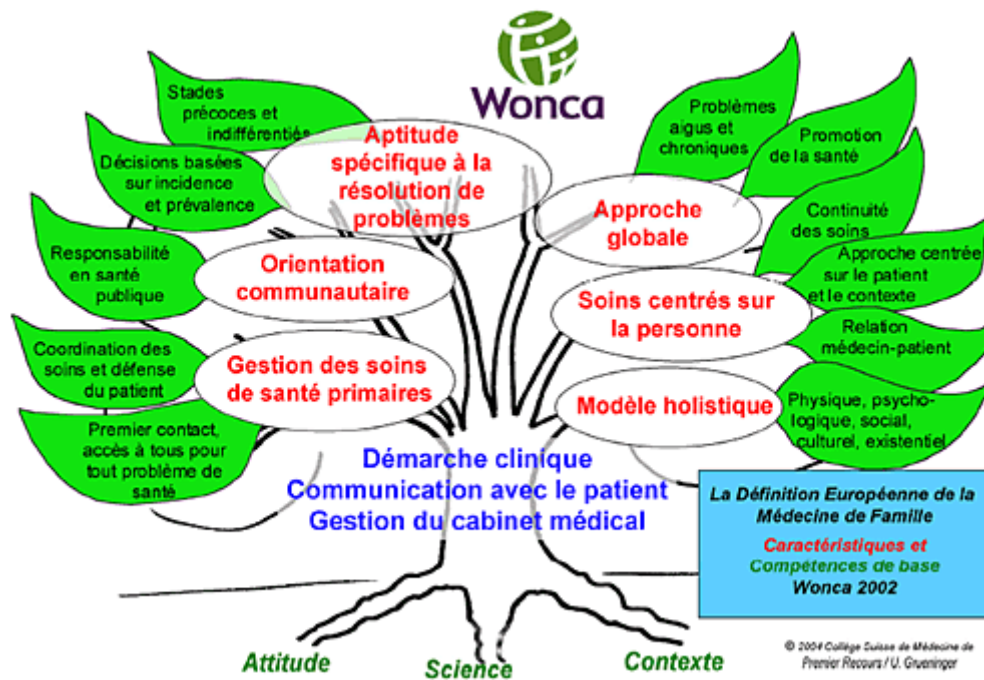 Wonca
Stades
précoces et
indifférentiés
Aptitude
spécifique à la
résolution de
problèmes
Problèmes
aigus et
chroniques
Promotion
de la santé
Décisions basées
sur incidence
et prévalence
Approche
globale
Continuité
des soins
Responsabilité
en santé
publique
Orientation
communautaire
Soins centrés sur
la personne
Approche centrée
sur le patient
et le contexte
Relation
médecin-patient
Coordination des
soins et défense
du patient
Gestion des soins
de santé primaires
Modèle holistique
Physique, psycho-
logique, social,
culturel, existentiel
Premier contact,
accès à tous pour
tout problème de
santé
Démarche clinique
Communication avec le patient
Gestion du cabinet médical
La Définition Européenne de la
Médecine de Famille
Caractéristiques et
Compétences de base
Wonca 2002
Attitude
Science
Contexte
© 2004 Collège Suisse de Médecine de
Premier Recours / U. Grueninger